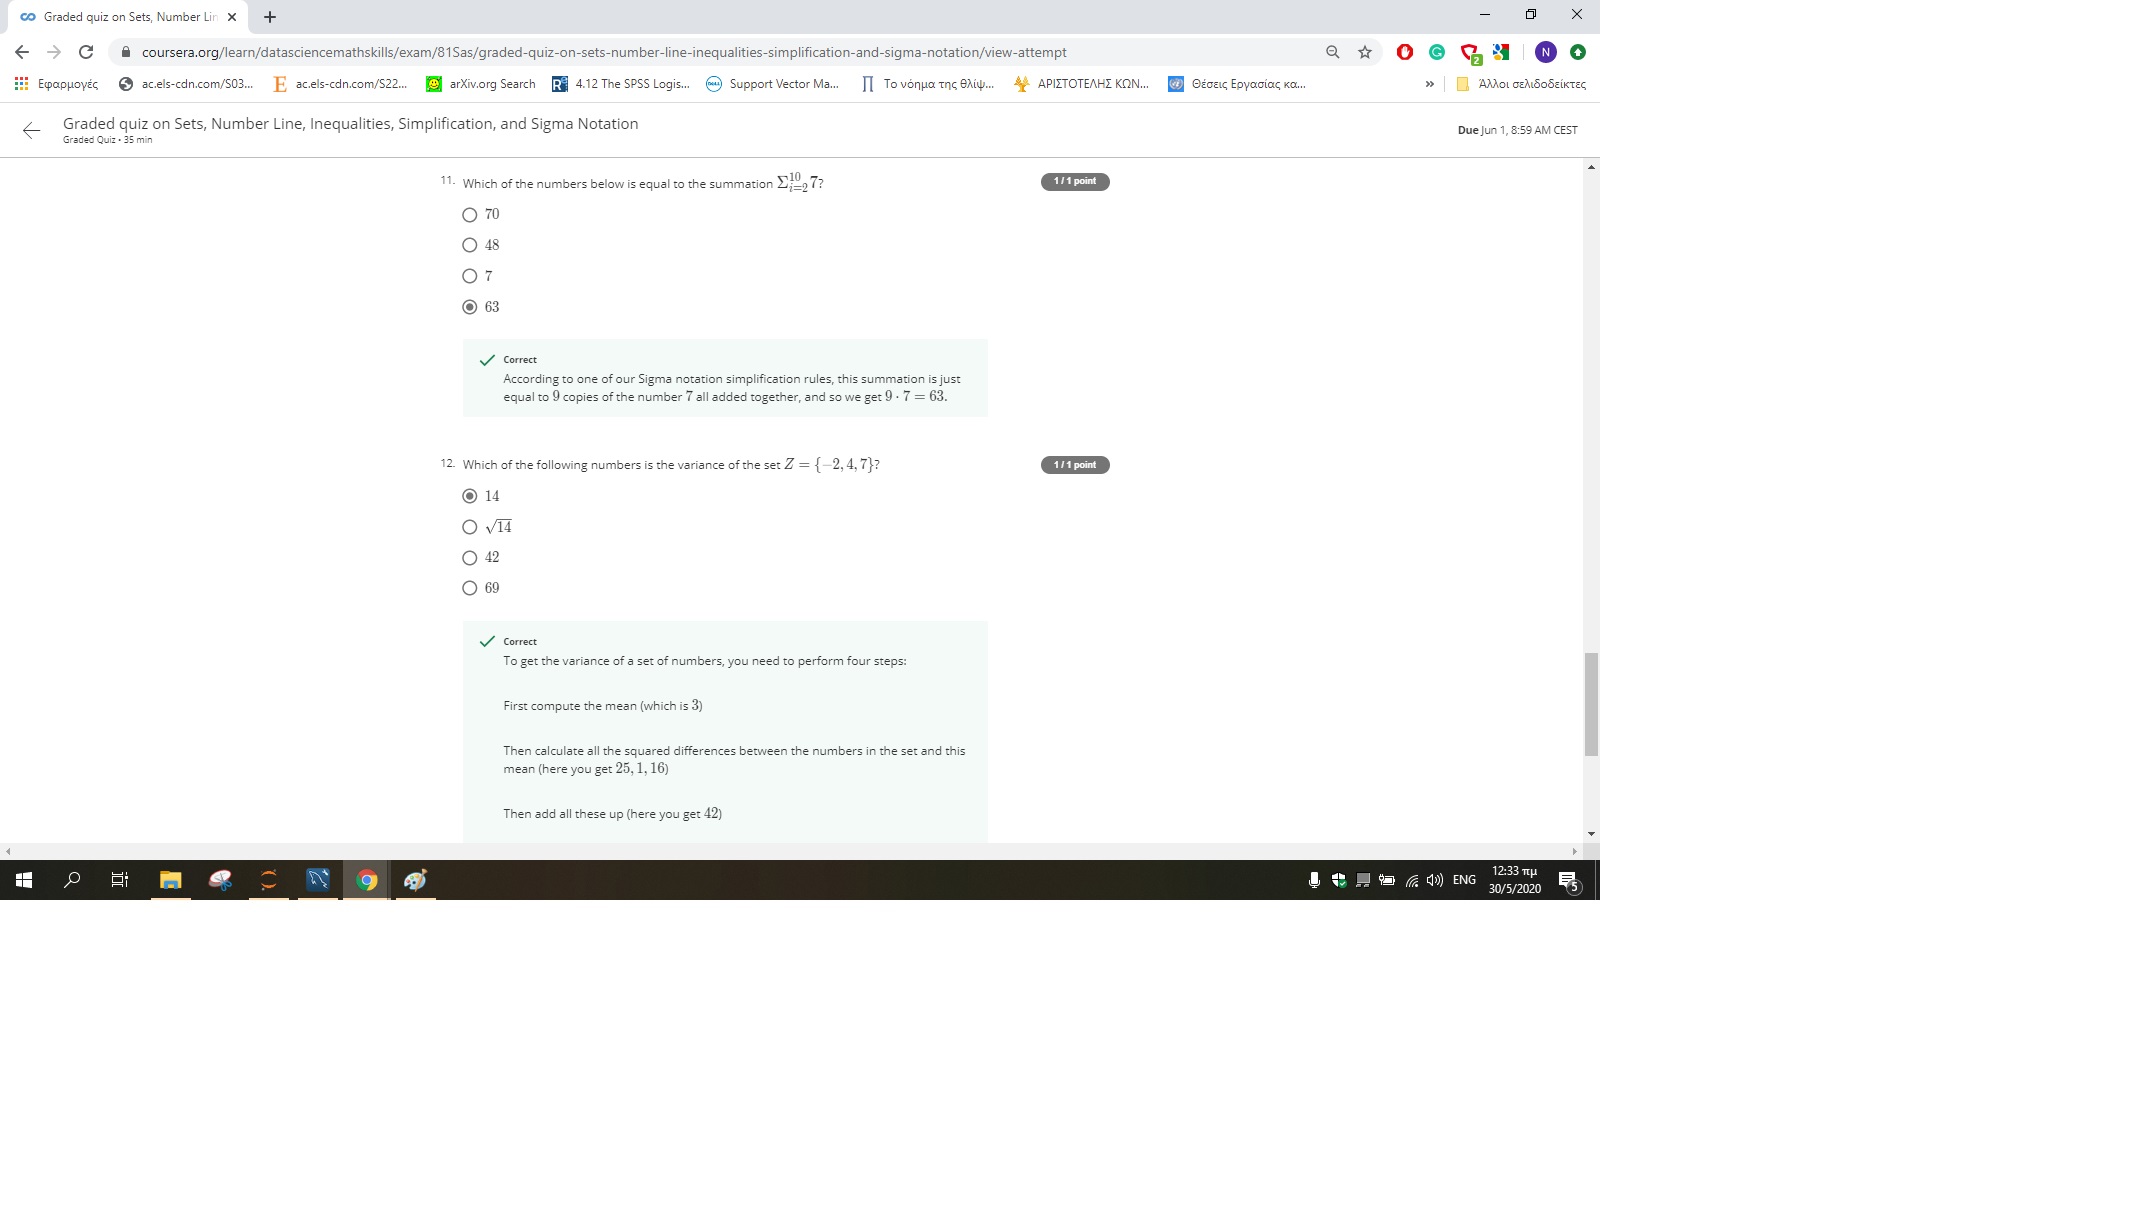 Graded quiz on Sets, Number Lin
coursera.org/learn/datasciencemathskills/exam/81Sas/graded-quiz-on-sets-number-line-inequalities-simplification-and-sigma-notation/view-attempt
N
2
Εφαρμογές ac.els-cdn.com/S03... ac.els-cdn.com/S22... arXiv.org Search 4.12 The SPSS Logis... Support Vector Ma... Το νόημα της θλίψ... ΑΡΙΣΤΟΤΕΛΗΣ ΚΩΝ... Θέσεις Εργασίας κα... » Άλλοι σελιδοδείκτες
Graded quiz on Sets, Number Line, Inequalities, Simplification, and Sigma Notation
Graded Quiz • 35 min
Due Jun 1, 8:59 AM CEST
11. Which of the numbers below is equal to the summation Σ_{i=2}^{10} 7?
1 / 1 point
70
48
7
63
Correct
According to one of our Sigma notation simplification rules, this summation is just
equal to 9 copies of the number 7 all added together, and so we get 9 · 7 = 63.
12. Which of the following numbers is the variance of the set Z = {−2, 4, 7}?
1 / 1 point
14
√14
42
69
Correct
To get the variance of a set of numbers, you need to perform four steps:
First compute the mean (which is 3)
Then calculate all the squared differences between the numbers in the set and this
mean (here you get 25, 1, 16)
Then add all these up (here you get 42)
ENG
12:33 πμ
30/5/2020
5